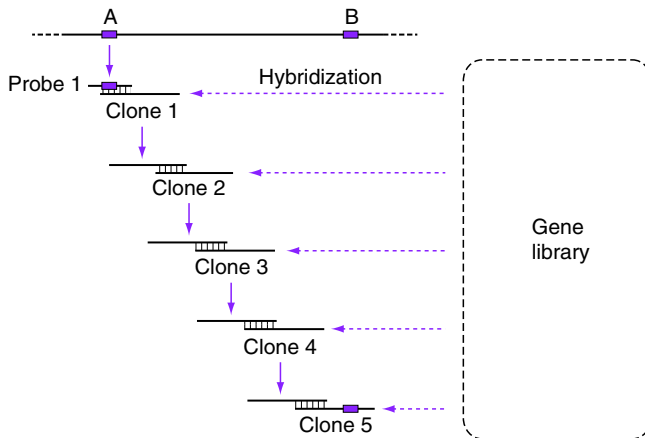 A
B
Probe 1
Hybridization
Clone 1
Clone 2
Gene
library
Clone 3
Clone 4
Clone 5